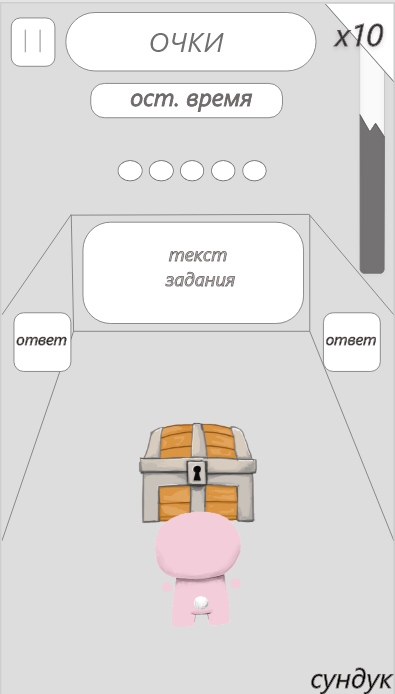 ОЧКИ
x10
ост. время
текст
задания
ответ
ответ
сундук